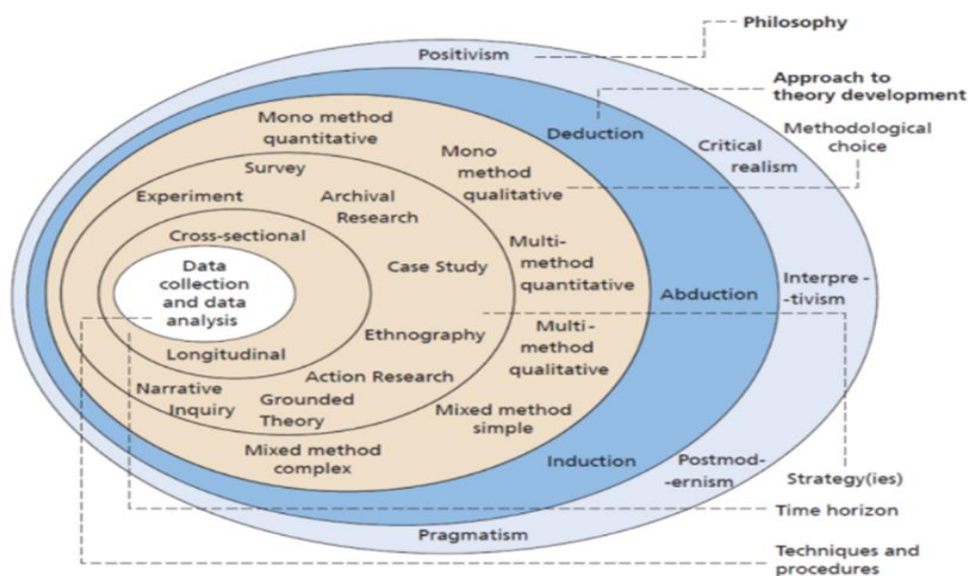 Philosophy
Positivism
Approach to
theory development
Mono method
quantitative
Deduction
Methodological
choice
Critical
realism
Mono
method
qualitative
Survey
Experiment
Archival
Research
Cross-sectional
Multi-
method
quantitative
Data
collection
and data
analysis
Case Study
Interpre -
-tivism
Abduction
Ethnography
Multi-
method
qualitative
Longitudinal
Action Research
Narrative
Inquiry
Grounded
Theory
Mixed method
simple
Mixed method
complex
Induction
Postmod-
-ernism
Strategy(ies)
Time horizon
Pragmatism
Techniques and
procedures